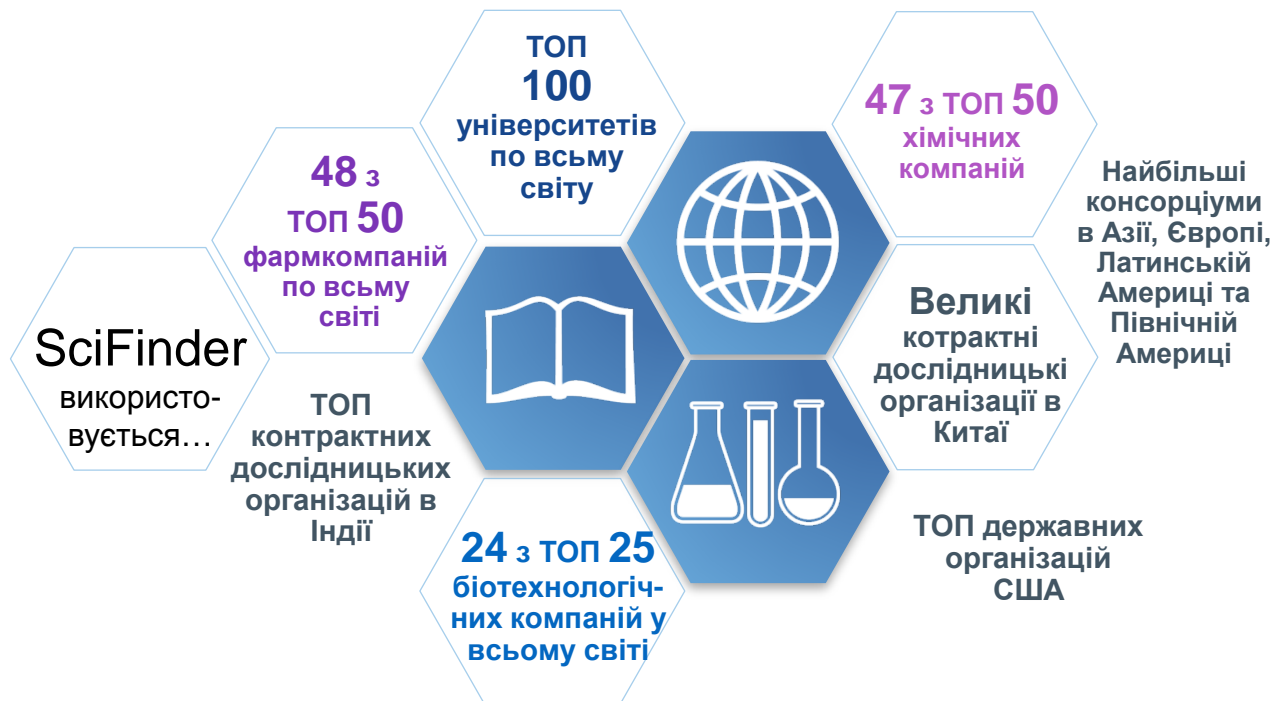 SciFinder
використо-
вується…
48 з
ТОП 50
фармкомпаній
по всьму
світі
ТОП
100
університетів
по всьму
світу
47 з ТОП 50
хімічних
компаній
Найбільші
консорціуми
в Азії, Європі,
Латинській
Америці та
Північній
Америці
Великі
котрактні
дослідницькі
організації в
Китаї
ТОП
контрактних
дослідницьких
організацій в
Індії
24 з ТОП 25
біотехнологіч-
них компаній у
всьому світі
ТОП державних
організацій
США